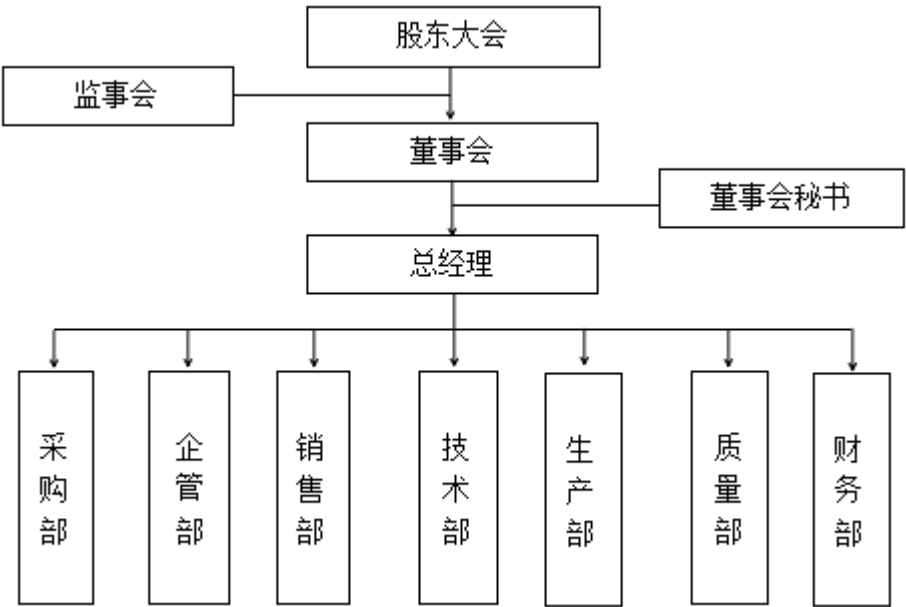 股东大会
监事会
董事会
董事会秘书
总经理
采购部
企管部
销售部
技术部
生产部
质量部
财务部